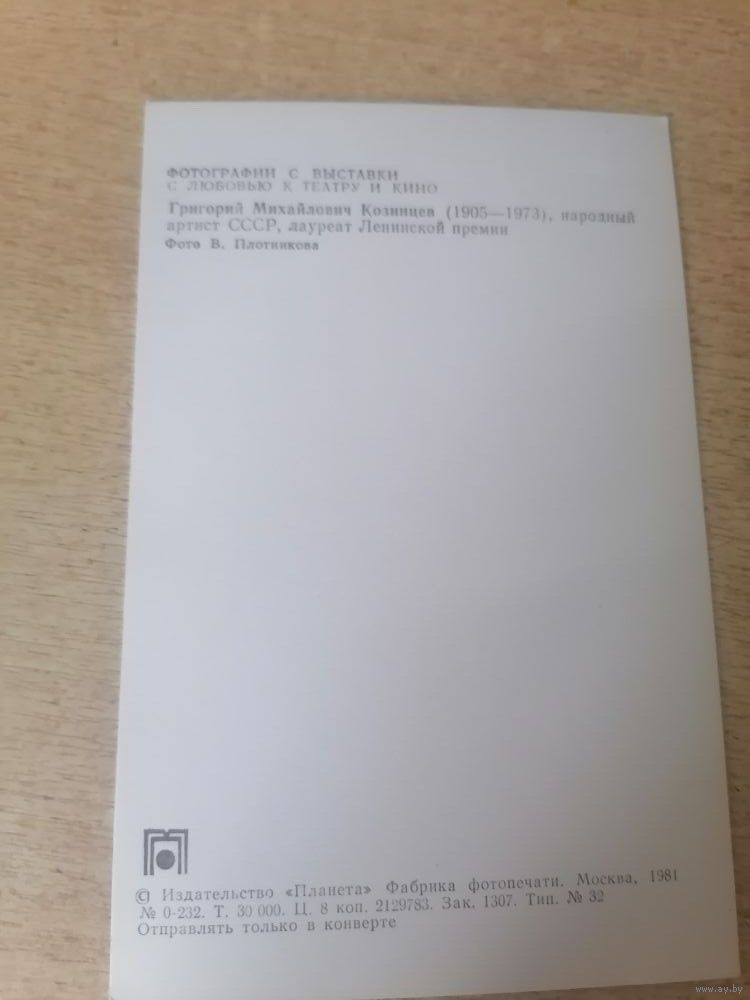 ФОТОГРАФИИ С ВЫСТАВКИ
С ЛЮБОВЬЮ К ТЕАТРУ И КИНО
Григорий Михайлович Козинцев (1905—1973), народный
артист СССР, лауреат Ленинской премии
Фото В. Плотникова
© Издательство «Планета» Фабрика фотопечати. Москва, 1981
№ 0-232. Т. 30 000. Ц. 8 коп. 2129783. Зак. 1307. Тип. № 32
Отправлять только в конверте
www.ay.by